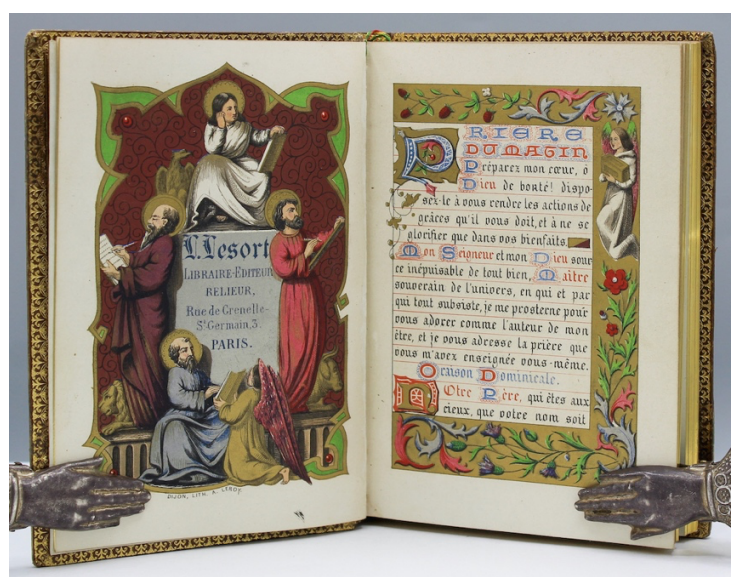 L. Lesort
LIBRAIRE-EDITEUR
RELIEUR,
Rue de Grenelle-
St Germain, 3.
PARIS.
DIJON, LITH. A. LEROY.
PRIERE
DU MATIN
Préparez mon cœur, ô
Dieu de bonté! dispo-
sez-le à vous rendre les actions de
grâces qu'il vous doit, et à ne se
glorifier que dans vos bienfaits.
Mon Seigneur et mon Dieu sour
ce inépuisable de tout bien, Maître
souverain de l'univers, en qui et par
qui tout subsiste, je me prosterne pour
vous adorer comme l'auteur de mon
être, et je vous adresse la prière que
vous m'avez enseignée vous-même.
Oraison Dominicale.
Notre Père, qui êtes aux
cieux, que votre nom soit